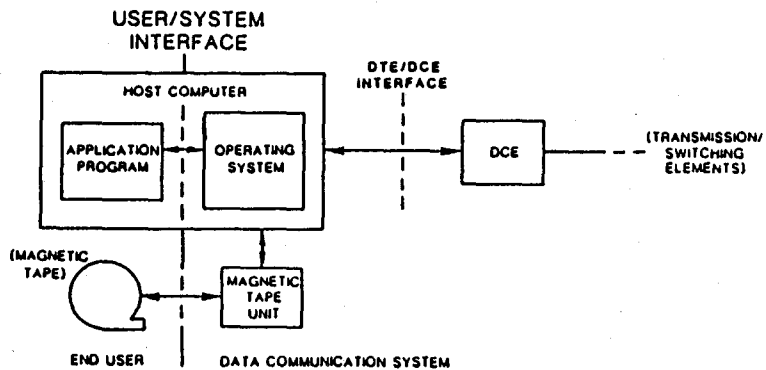 USER/SYSTEM
INTERFACE
DTE/DCE
INTERFACE
HOST COMPUTER
APPLICATION
PROGRAM
OPERATING
SYSTEM
DCE
(TRANSMISSION/
SWITCHING
ELEMENTS)
(MAGNETIC
TAPE)
MAGNETIC
TAPE
UNIT
END USER
DATA COMMUNICATION SYSTEM